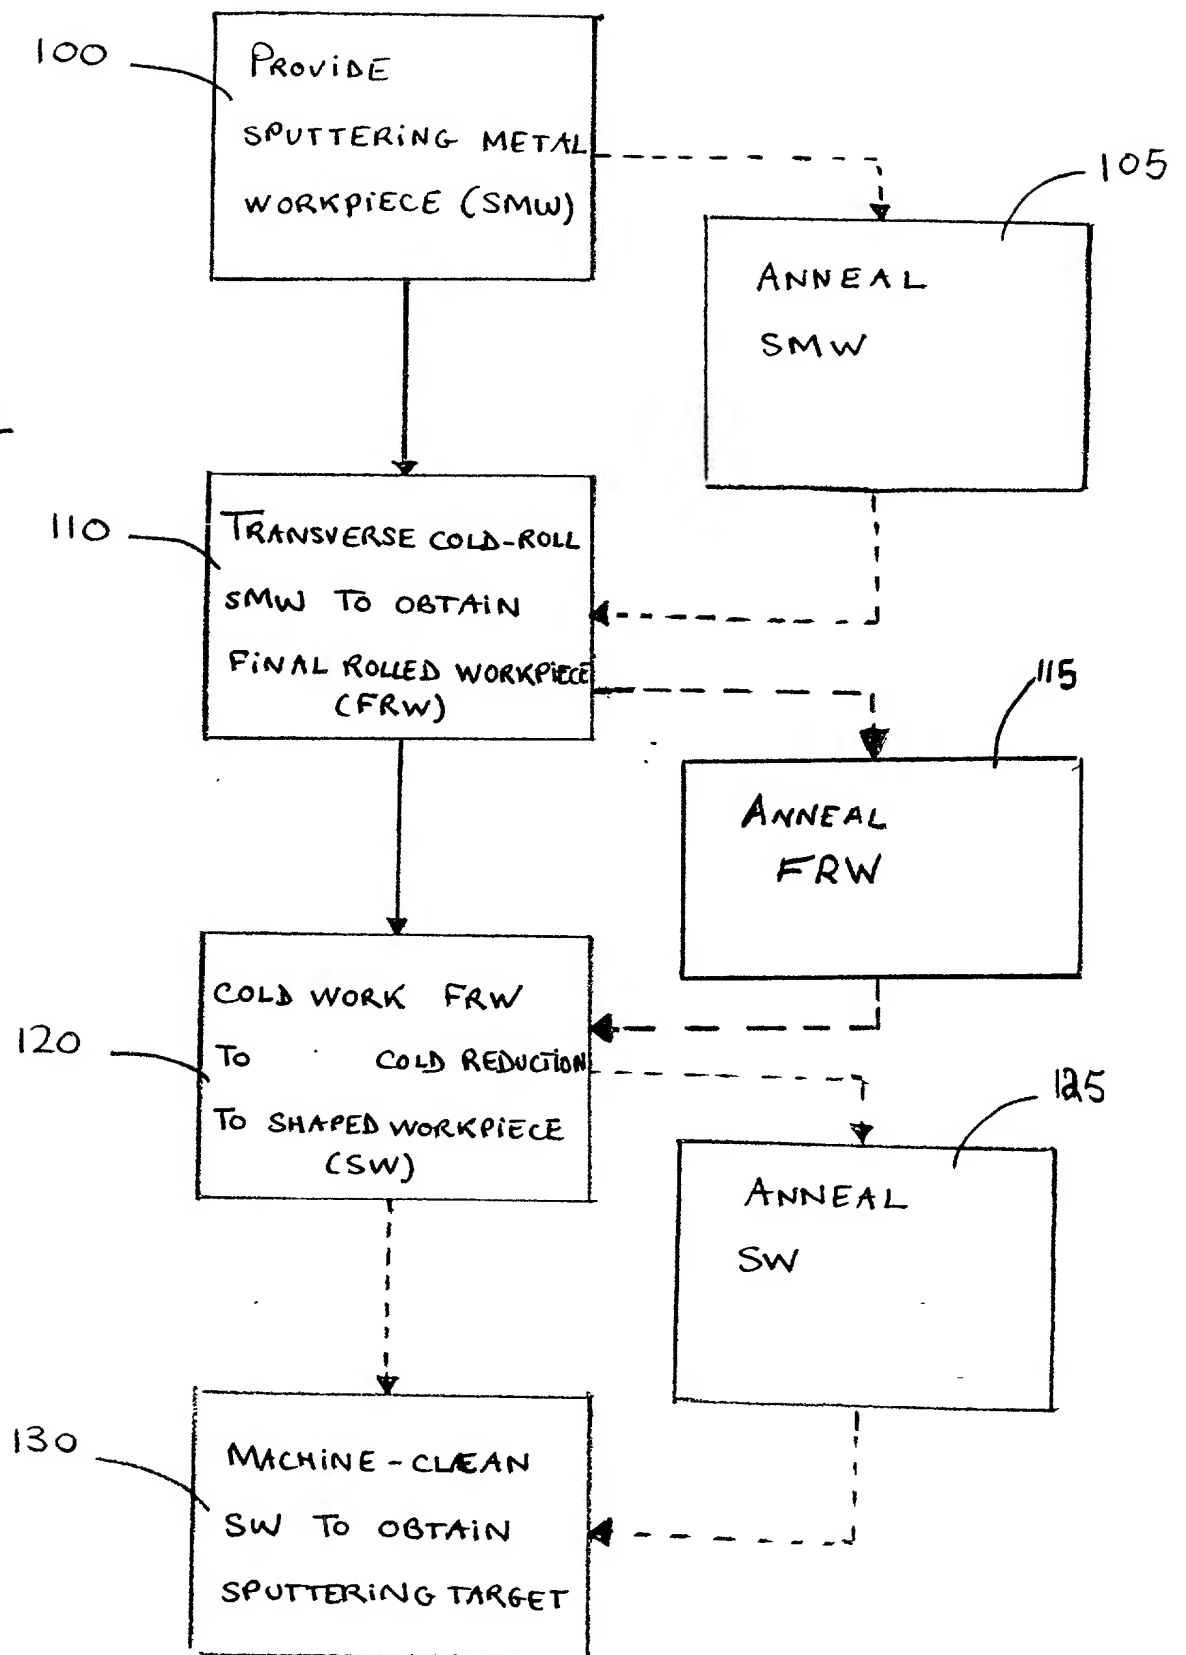 100
PROVIDE
SPUTTERING METAL
WORKPIECE (SMW)
105
ANNEAL
SMW
110
TRANSVERSE COLD-ROLL
SMW TO OBTAIN
FINAL ROLLED WORKPIECE
(FRW)
115
ANNEAL
FRW
120
COLD WORK FRW
TO COLD REDUCTION
TO SHAPED WORKPIECE
(SW)
125
ANNEAL
SW
130
MACHINE-CLEAN
SW TO OBTAIN
SPUTTERING TARGET